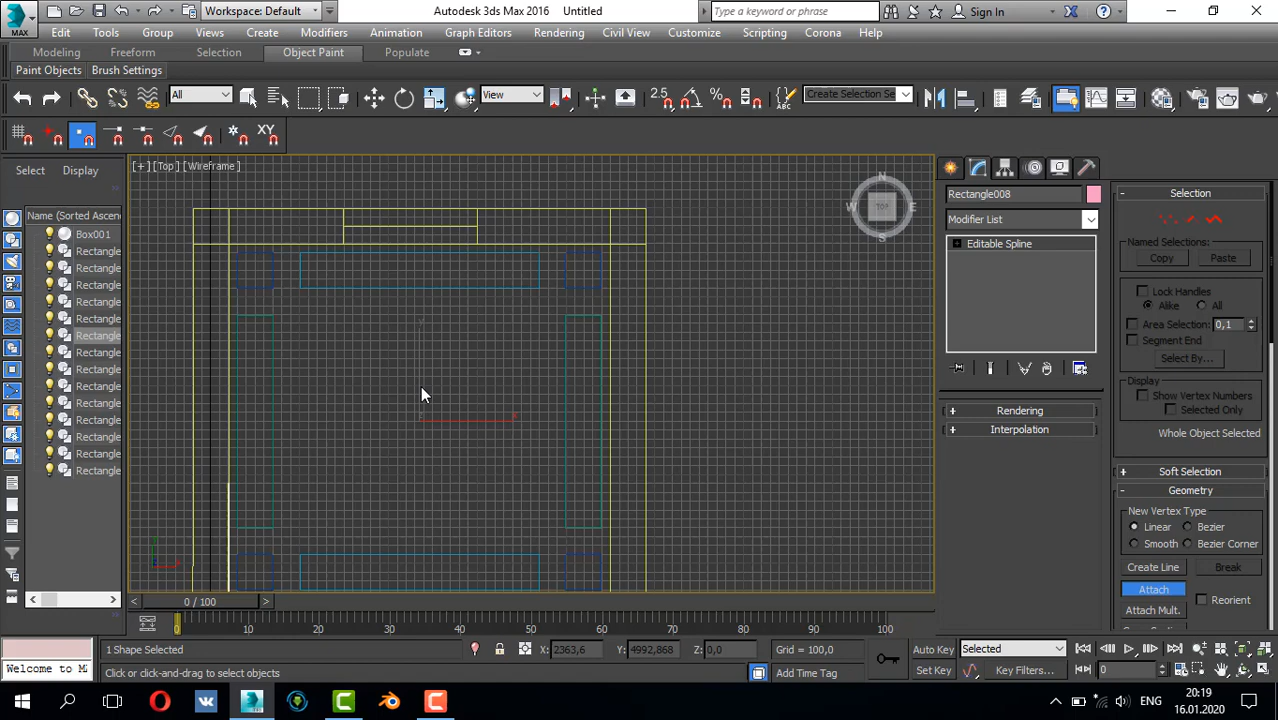 MAX
Workspace: Default
Autodesk 3ds Max 2016
Untitled
Type a keyword or phrase
Sign In
Edit
Tools
Group
Views
Create
Modifiers
Animation
Graph Editors
Rendering
Civil View
Customize
Scripting
Corona
Help
Modeling
Freeform
Selection
Object Paint
Populate
Paint Objects
Brush Settings
All
View
2.5
Create Selection Se
XY
Select
Display
Name (Sorted Ascen
Box001
Rectangle
Rectangle
Rectangle
Rectangle
Rectangle
Rectangle
Rectangle
Rectangle
Rectangle
Rectangle
Rectangle
Rectangle
Rectangle
[+] [Top] [Wireframe ]
N
W
TOP
E
S
Rectangle008
Modifier List
Editable Spline
Rendering
Interpolation
Selection
Named Selections:
Copy
Paste
Lock Handles
Alike
All
Area Selection:
0,1
Segment End
Select By...
Display
Show Vertex Numbers
Selected Only
Whole Object Selected
Soft Selection
Geometry
New Vertex Type
Linear
Bezier
Smooth
Bezier Corner
Create Line
Break
Attach
Reorient
Attach Mult.
0 / 100
0
10
20
30
40
50
60
70
80
90
100
1 Shape Selected
X: 2363,6
Y: 4992,868
Z: 0,0
Grid = 100,0
Auto Key
Selected
Welcome to M
Click or click-and-drag to select objects
Add Time Tag
Set Key
Key Filters...
0
ENG
20:19
16.01.2020